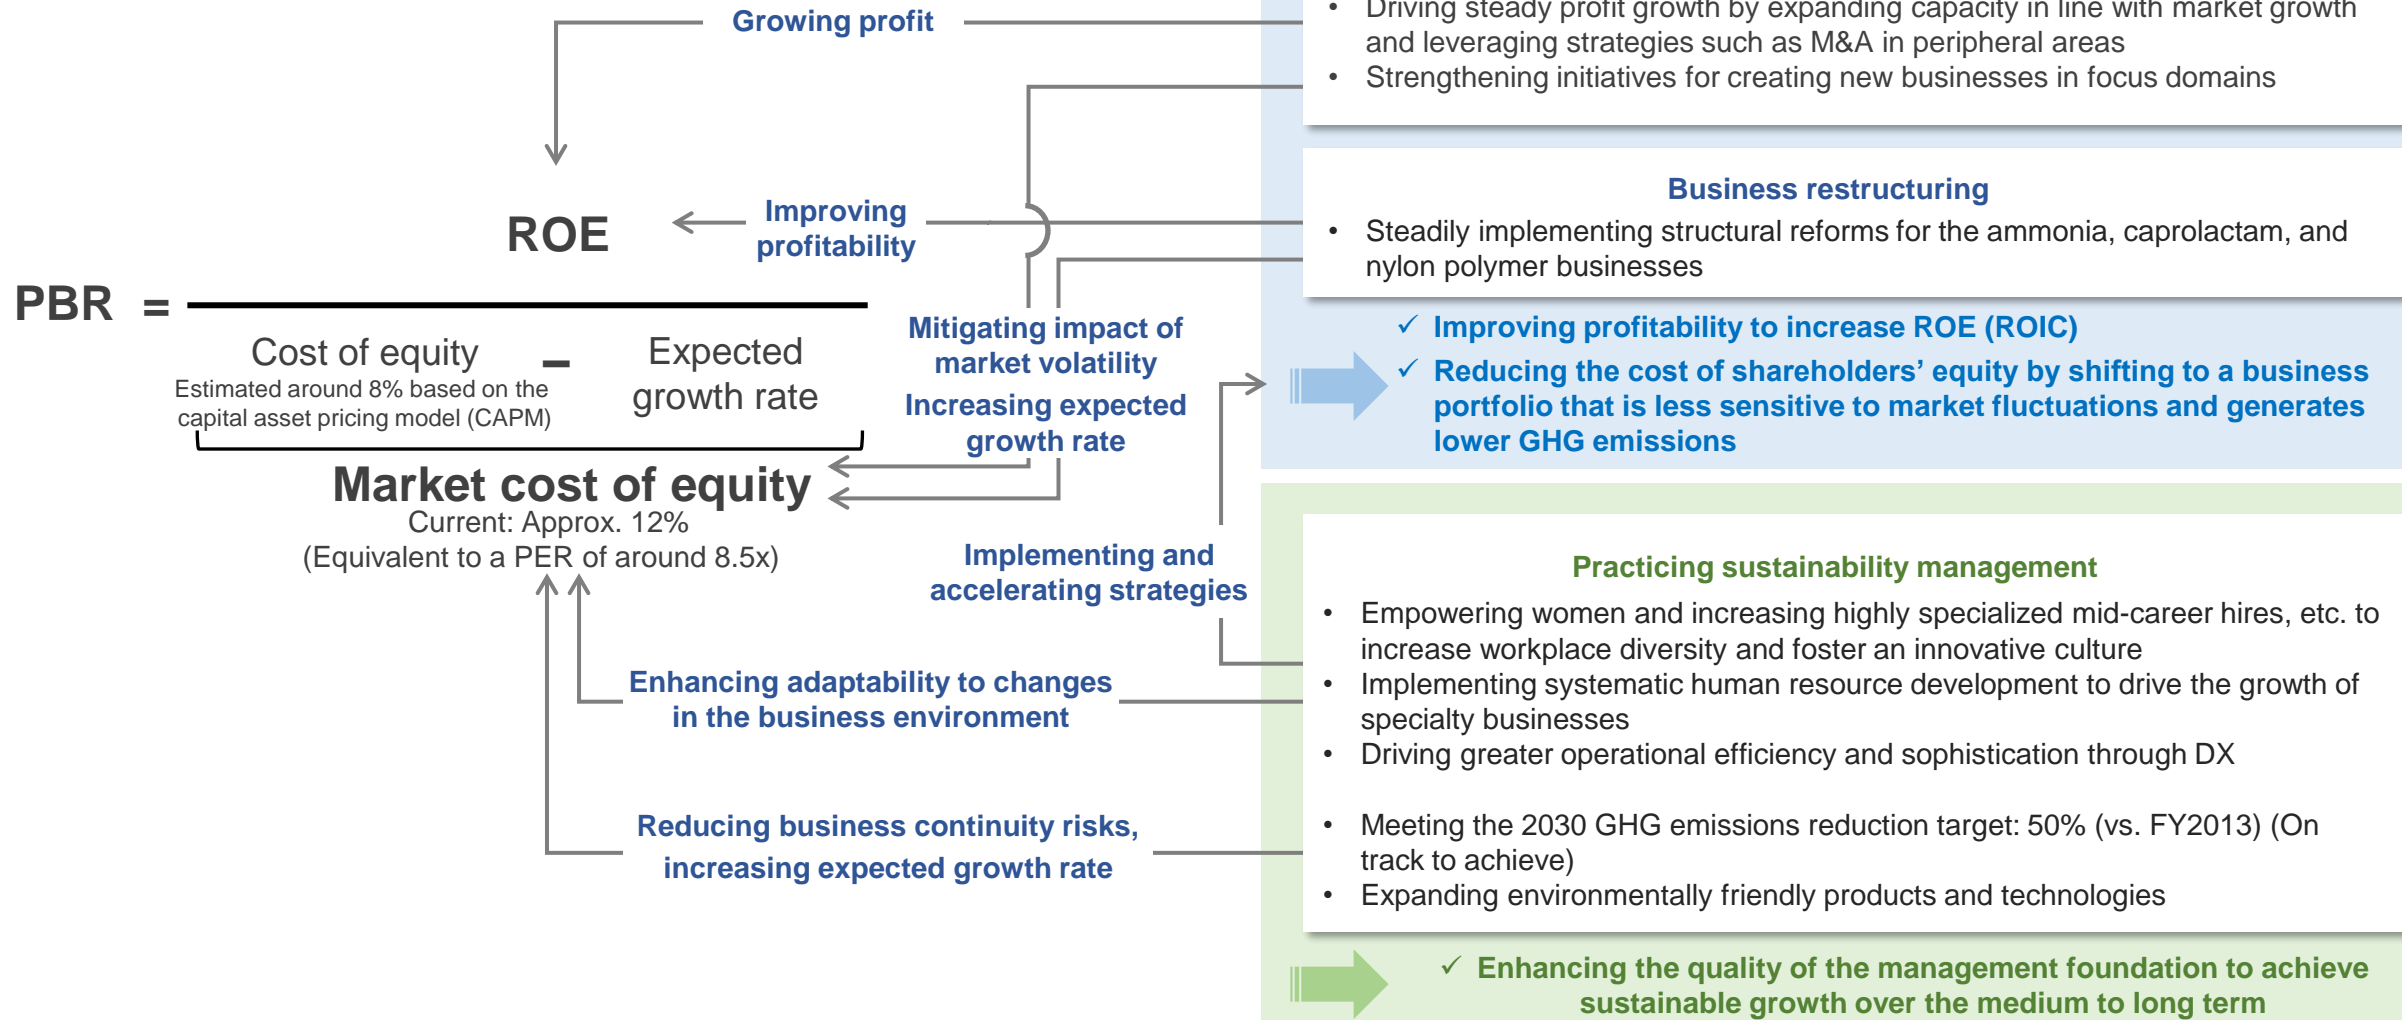 Growing profit
• Driving steady profit growth by expanding capacity in line with market growth
and leveraging strategies such as M&A in peripheral areas
• Strengthening initiatives for creating new businesses in focus domains
Business restructuring
• Steadily implementing structural reforms for the ammonia, caprolactam, and
nylon polymer businesses
Improving
profitability
ROE
PBR =
Cost of equity
Estimated around 8% based on the
capital asset pricing model (CAPM)
–
Expected
growth rate
Market cost of equity
Current: Approx. 12%
(Equivalent to a PER of around 8.5x)
Mitigating impact of
market volatility
Increasing expected
growth rate
✓ Improving profitability to increase ROE (ROIC)
✓ Reducing the cost of shareholders’ equity by shifting to a business
portfolio that is less sensitive to market fluctuations and generates
lower GHG emissions
Implementing and
accelerating strategies
Enhancing adaptability to changes
in the business environment
Reducing business continuity risks,
increasing expected growth rate
Practicing sustainability management
• Empowering women and increasing highly specialized mid-career hires, etc. to
increase workplace diversity and foster an innovative culture
• Implementing systematic human resource development to drive the growth of
specialty businesses
• Driving greater operational efficiency and sophistication through DX
• Meeting the 2030 GHG emissions reduction target: 50% (vs. FY2013) (On
track to achieve)
• Expanding environmentally friendly products and technologies
✓ Enhancing the quality of the management foundation to achieve
sustainable growth over the medium to long term